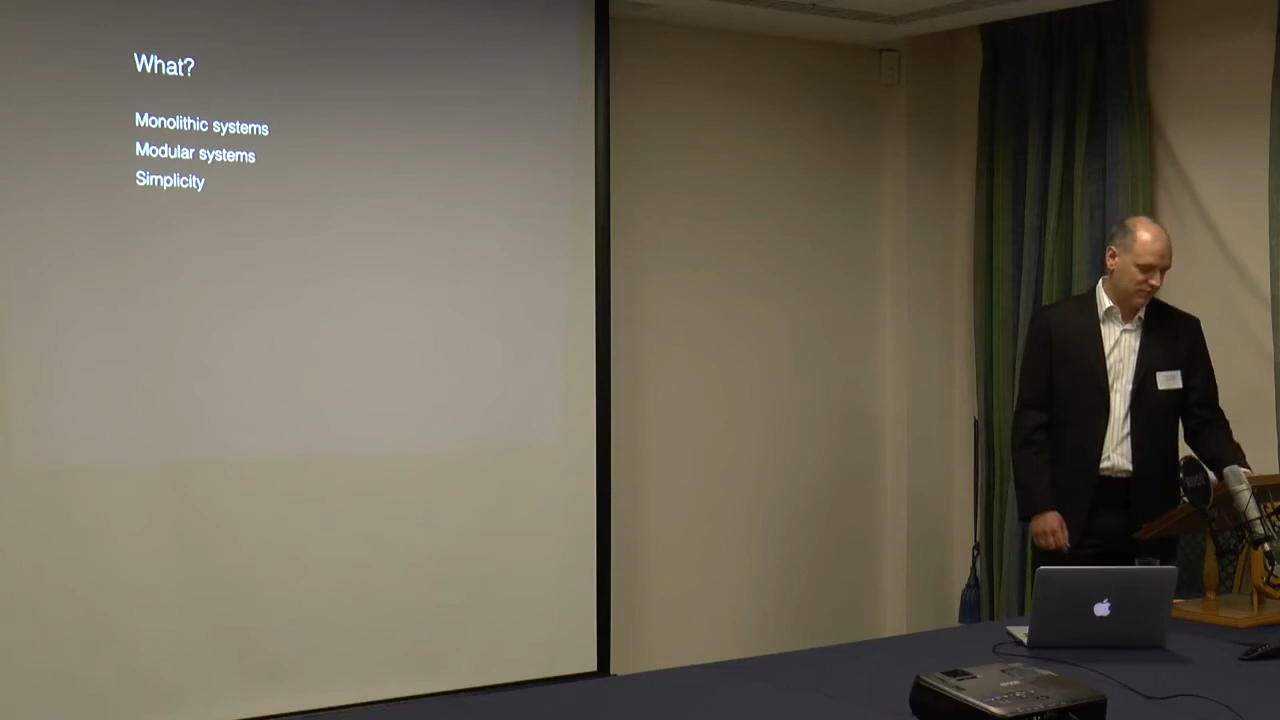 What?
Monolithic systems
Modular systems
Simplicity